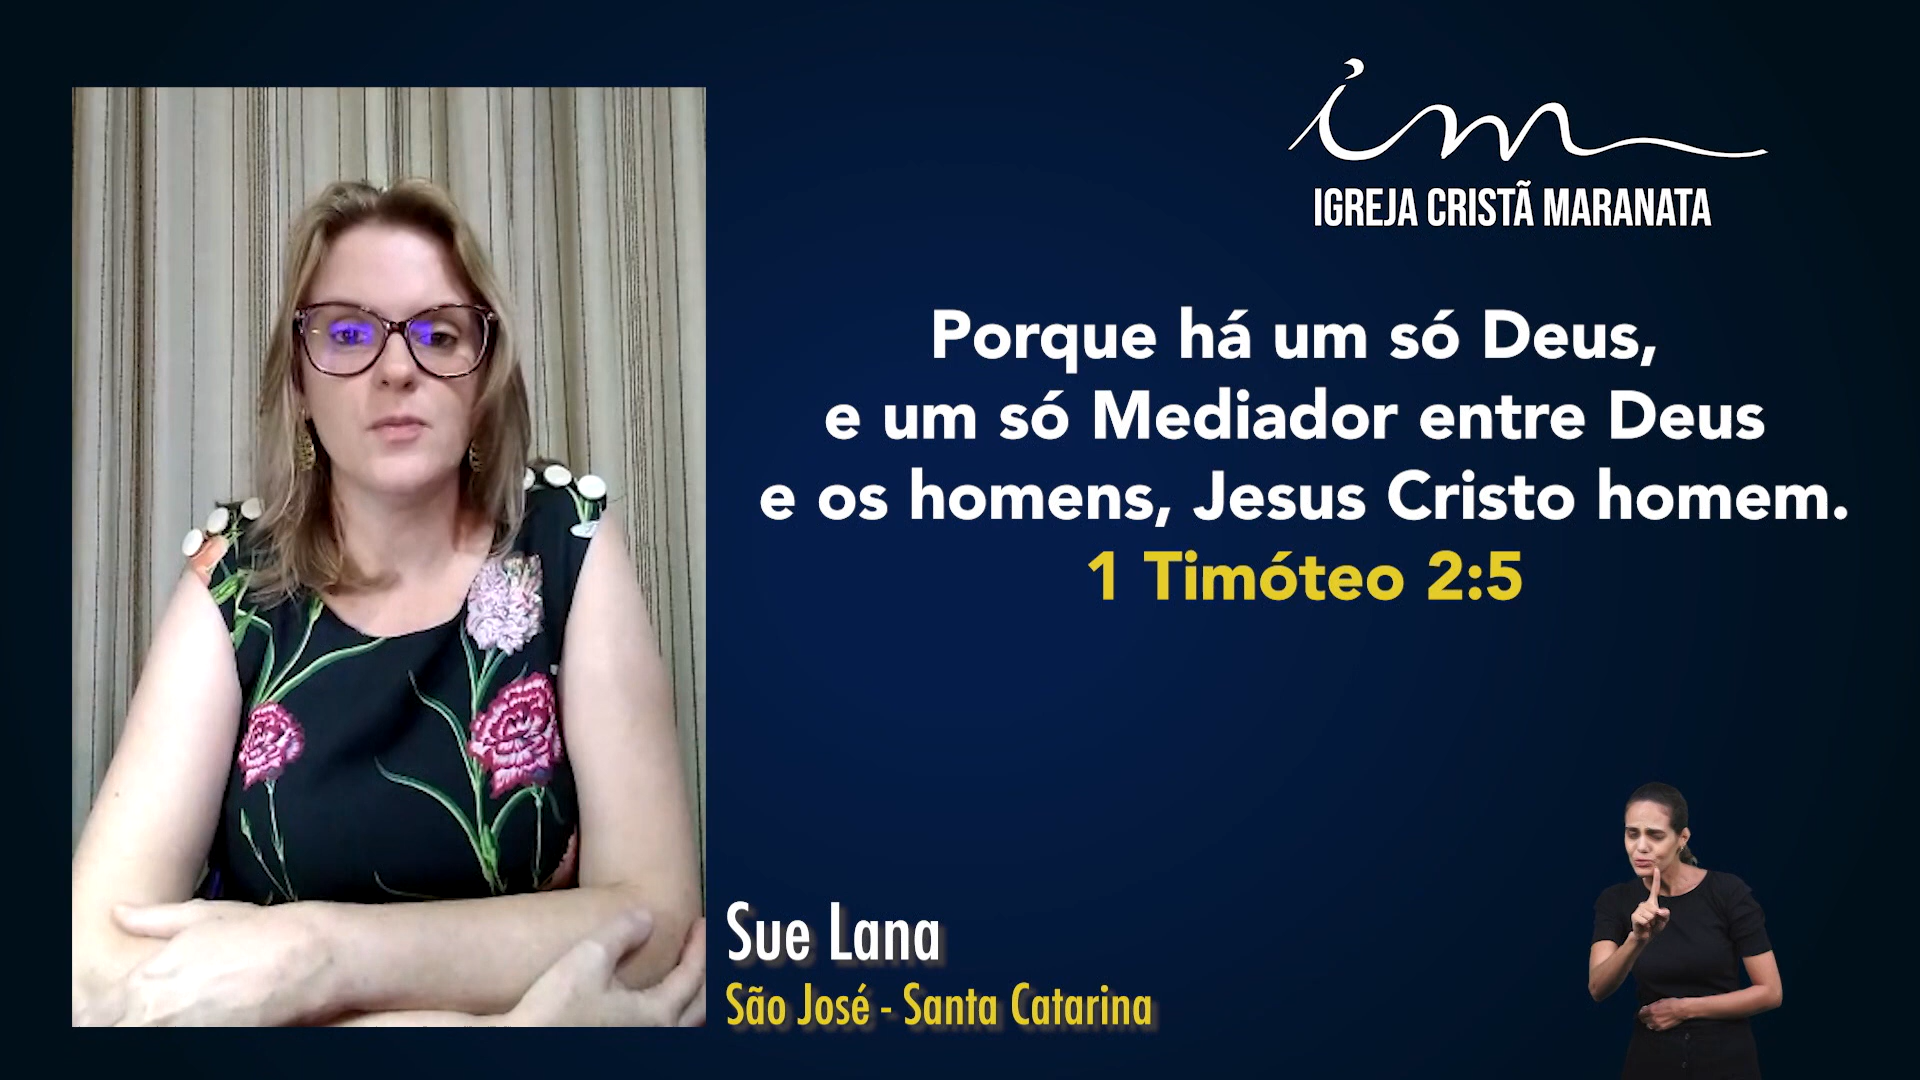 im
IGREJA CRISTÃ MARANATA
Porque há um só Deus,
e um só Mediador entre Deus
e os homens, Jesus Cristo homem.
1 Timóteo 2:5
Sue Lana
São José - Santa Catarina